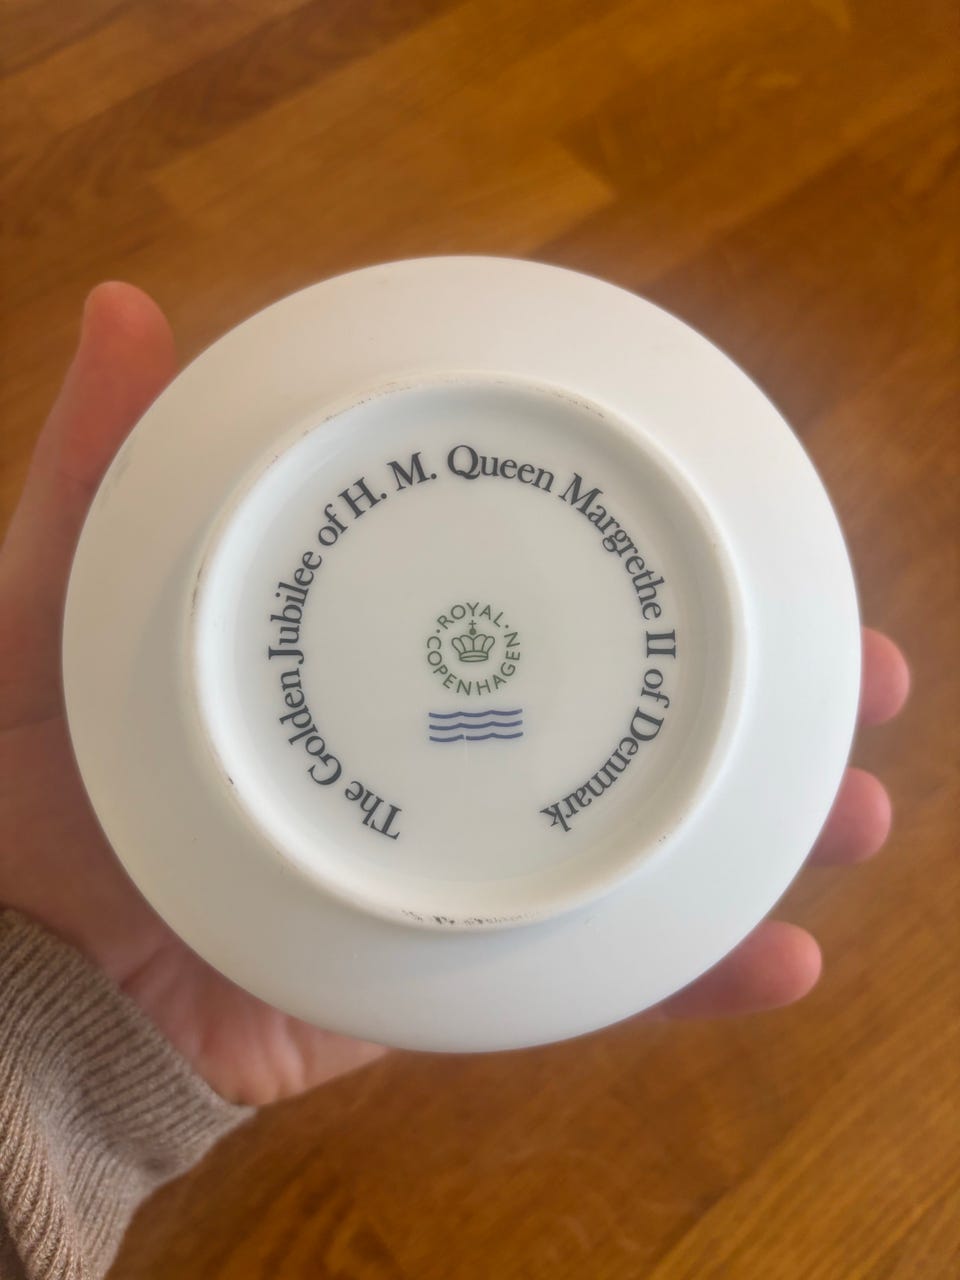 The Golden Jubilee of H. M. Queen Margrethe II of Denmark
ROYAL
COPENHAGEN